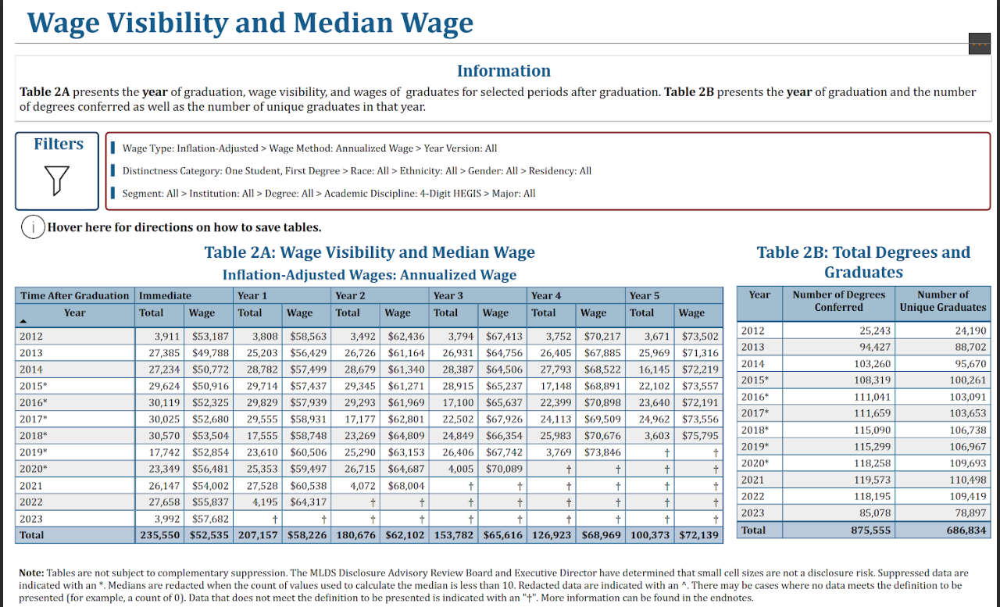 Wage Visibility and Median Wage
Information
Table 2A presents the year of graduation, wage visibility, and wages of graduates for selected periods after graduation. Table 2B presents the year of graduation and the number
of degrees conferred as well as the number of unique graduates in that year.
Filters
Wage Type: Inflation-Adjusted > Wage Method: Annualized Wage > Year Version: All
Distinctness Category: One Student, First Degree > Race: All > Ethnicity: All > Gender: All > Residency: All
Segment: All > Institution: All > Degree: All > Academic Discipline: 4-Digit HEGIS > Major: All
i Hover here for directions on how to save tables.
Table 2A: Wage Visibility and Median Wage
Inflation-Adjusted Wages: Annualized Wage
Time After Graduation Immediate Year 1 Year 2 Year 3 Year 4 Year 5
Year Total Wage Total Wage Total Wage Total Wage Total Wage Total Wage
2012 3,911 $53,187 3,808 $58,563 3,492 $62,436 3,794 $67,413 3,752 $70,217 3,671 $73,502
2013 27,385 $49,788 25,203 $56,429 26,726 $61,164 26,931 $64,756 26,405 $67,885 25,969 $71,316
2014 27,234 $50,772 28,782 $57,499 28,679 $61,340 28,387 $64,506 27,793 $68,522 16,145 $72,219
2015* 29,624 $50,916 29,714 $57,437 29,345 $61,271 28,915 $65,237 17,148 $68,891 22,102 $73,557
2016* 30,119 $52,325 29,829 $57,939 29,293 $61,969 17,100 $65,637 22,399 $70,898 23,640 $72,191
2017* 30,025 $52,680 29,555 $58,931 17,177 $62,801 22,502 $67,926 24,113 $69,509 24,962 $73,556
2018* 30,570 $53,504 17,555 $58,748 23,269 $64,809 24,849 $66,354 25,983 $70,676 3,603 $75,795
2019* 17,742 $52,854 23,610 $60,506 25,290 $63,153 26,406 $67,742 3,769 $73,846 † †
2020* 23,349 $56,481 25,353 $59,497 26,715 $64,687 4,005 $70,089 † † † †
2021 26,147 $54,002 27,528 $60,538 4,072 $68,004 † † † † † †
2022 27,658 $55,837 4,195 $64,317 † † † † † † † †
2023 3,992 $57,682 † † † † † † † † † †
Total 235,550 $52,535 207,157 $58,226 180,676 $62,102 153,782 $65,616 126,923 $68,969 100,373 $72,139
Table 2B: Total Degrees and
Graduates
Year Number of Degrees Conferred Number of Unique Graduates
2012 25,243 24,190
2013 94,427 88,702
2014 103,260 95,670
2015* 108,319 100,261
2016* 111,041 103,091
2017* 111,659 103,653
2018* 115,090 106,738
2019* 115,299 106,967
2020* 118,258 109,693
2021 119,573 110,498
2022 118,195 109,419
2023 85,078 78,897
Total 875,555 686,834
Note: Tables are not subject to complementary suppression. The MLDS Disclosure Advisory Review Board and Executive Director have determined that small cell sizes are not a disclosure risk. Suppressed data are
indicated with an *. Medians are redacted when the count of values used to calculate the median is less than 10. Redacted data are indicated with an ^. There may be cases where no data meets the definition to be
presented (for example, a count of 0). Data that does not meet the definition to be presented is indicated with an "†". More information can be found in the endnotes.